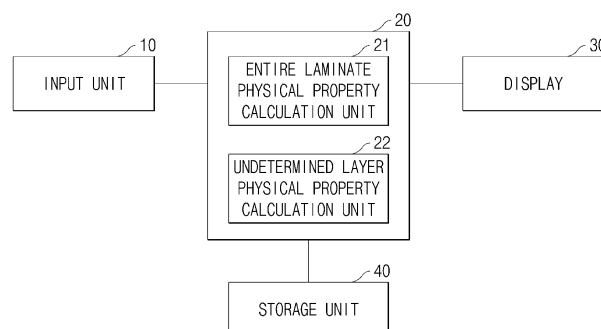 20
10
INPUT UNIT
21
ENTIRE LAMINATE
PHYSICAL PROPERTY
CALCULATION UNIT
22
UNDETERMINED LAYER
PHYSICAL PROPERTY
CALCULATION UNIT
30
DISPLAY
40
STORAGE UNIT